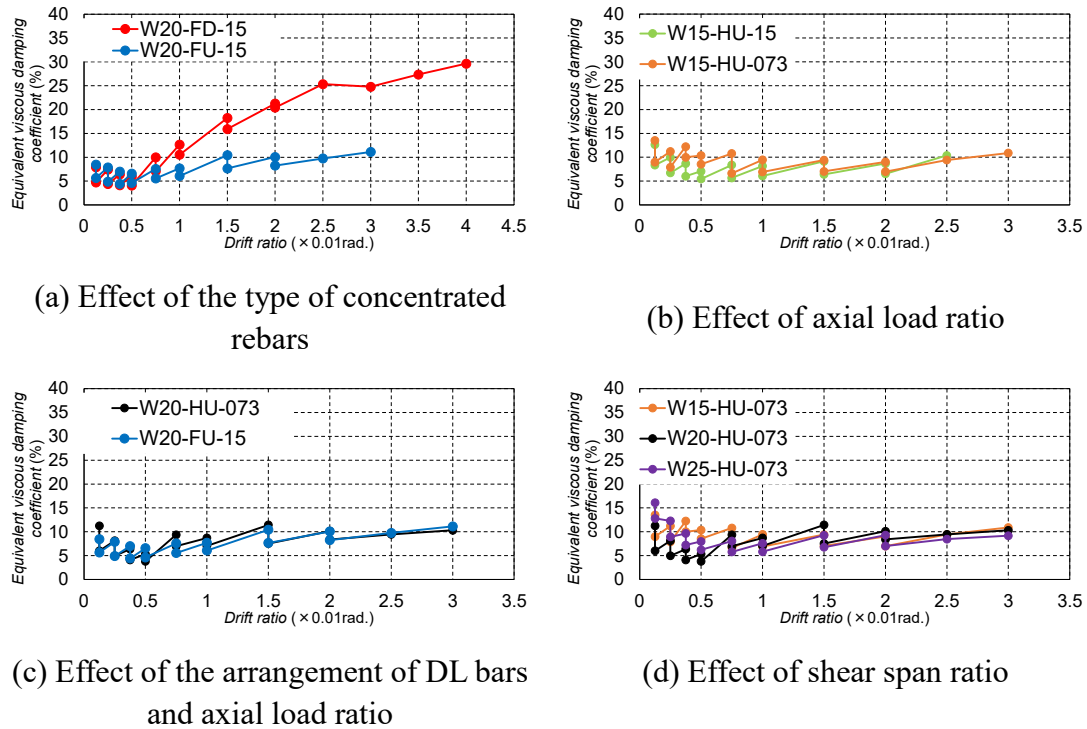 Equivalent viscous damping
coefficient (%)
40
35
30
25
20
15
10
5
0
W20-FD-15
W20-FU-15
0 0.5 1 1.5 2 2.5 3 3.5 4 4.5
Drift ratio (×0.01rad.)
(a) Effect of the type of concentrated
rebars
Equivalent viscous damping
coefficient (%)
40
35
30
25
20
15
10
5
0
W15-HU-15
W15-HU-073
0 0.5 1 1.5 2 2.5 3 3.5
Drift ratio (×0.01rad.)
(b) Effect of axial load ratio
Equivalent viscous damping
coefficient (%)
40
35
30
25
20
15
10
5
0
W20-HU-073
W20-FU-15
0 0.5 1 1.5 2 2.5 3 3.5
Drift ratio (×0.01rad.)
(c) Effect of the arrangement of DL bars
and axial load ratio
Equivalent viscous damping
coefficient (%)
40
35
30
25
20
15
10
5
0
W15-HU-073
W20-HU-073
W25-HU-073
0 0.5 1 1.5 2 2.5 3 3.5
Drift ratio (×0.01rad.)
(d) Effect of shear span ratio